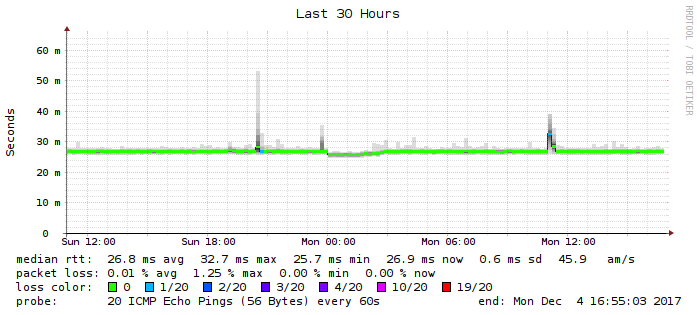 Last 30 Hours
RRDTOOL / TOBI OETIKER
Seconds
60 m
50 m
40 m
30 m
20 m
10 m
0
Sun 12:00 Sun 18:00 Mon 00:00 Mon 06:00 Mon 12:00
median rtt: 26.8 ms avg 32.7 ms max 25.7 ms min 26.9 ms now 0.6 ms sd 45.9 am/s
packet loss: 0.01 % avg 1.25 % max 0.00 % min 0.00 % now
loss color: 0 1/20 2/20 3/20 4/20 10/20 19/20
probe: 20 ICMP Echo Pings (56 Bytes) every 60s end: Mon Dec 4 16:55:03 2017